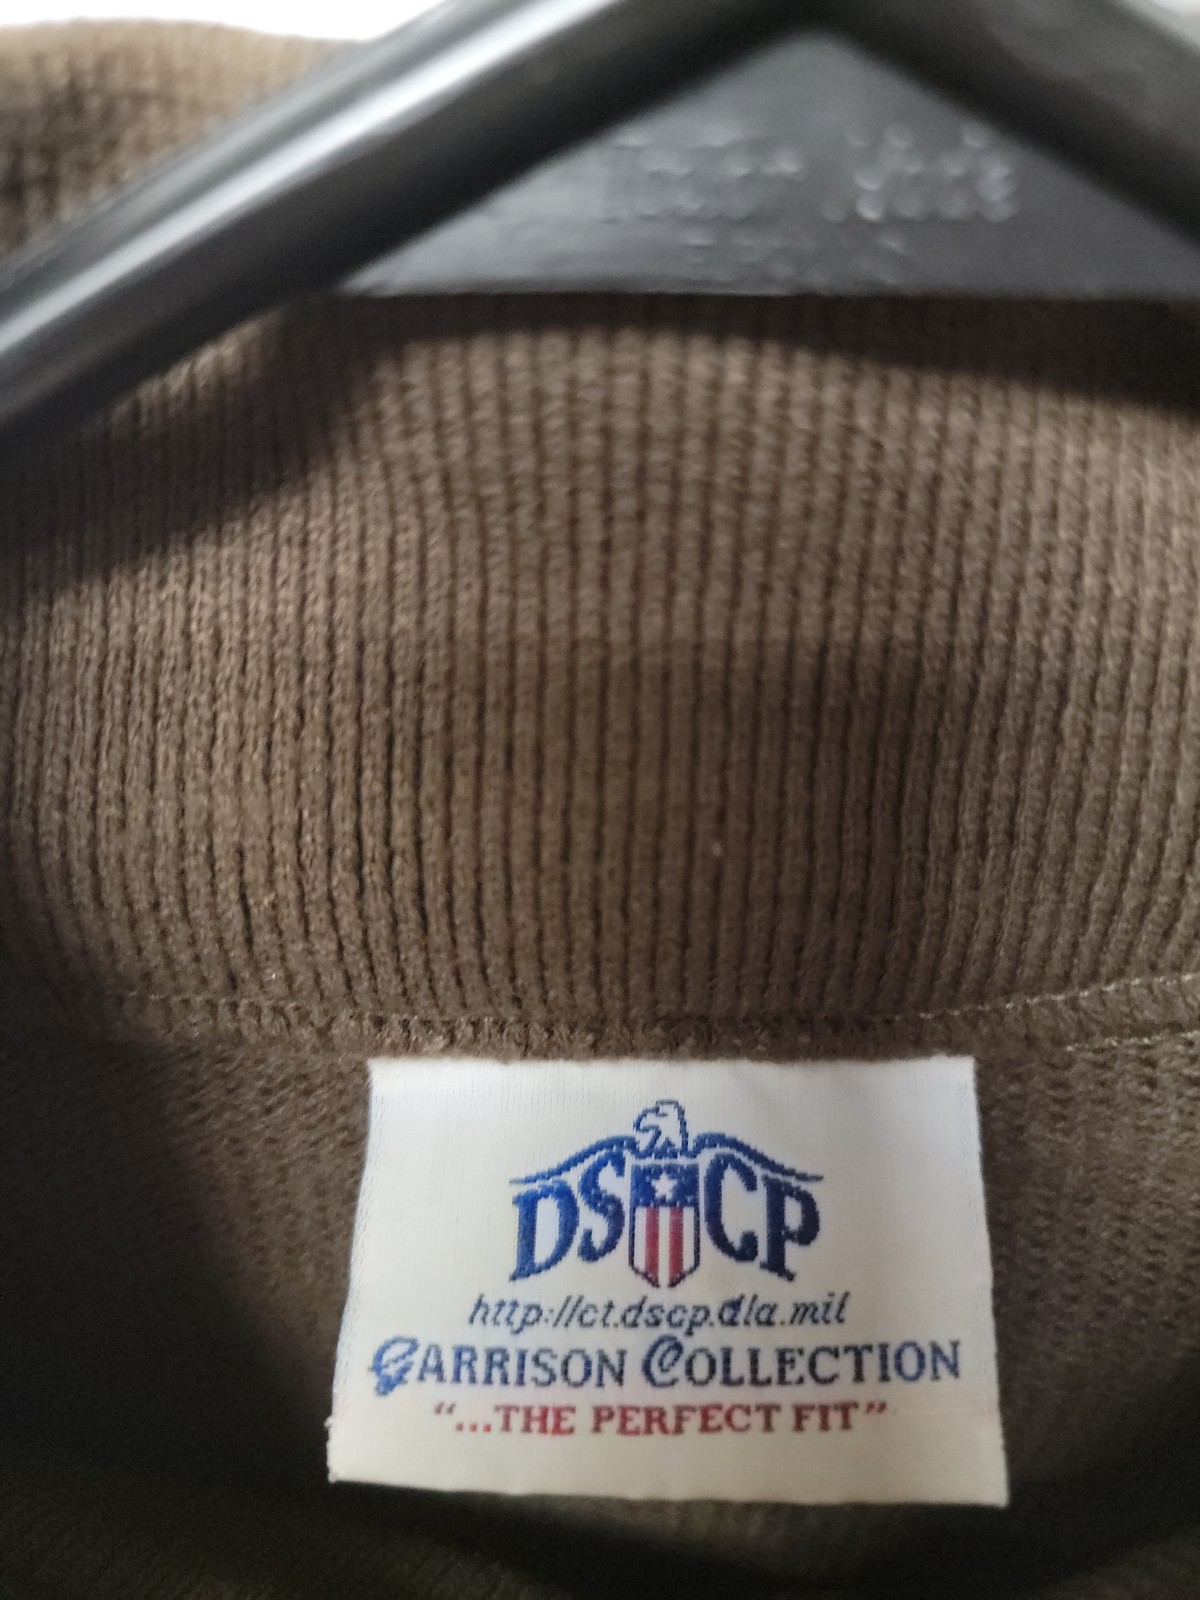 DSCP
http://ct.dscp.dla.mil
GARRISON COLLECTION
"...THE PERFECT FIT"